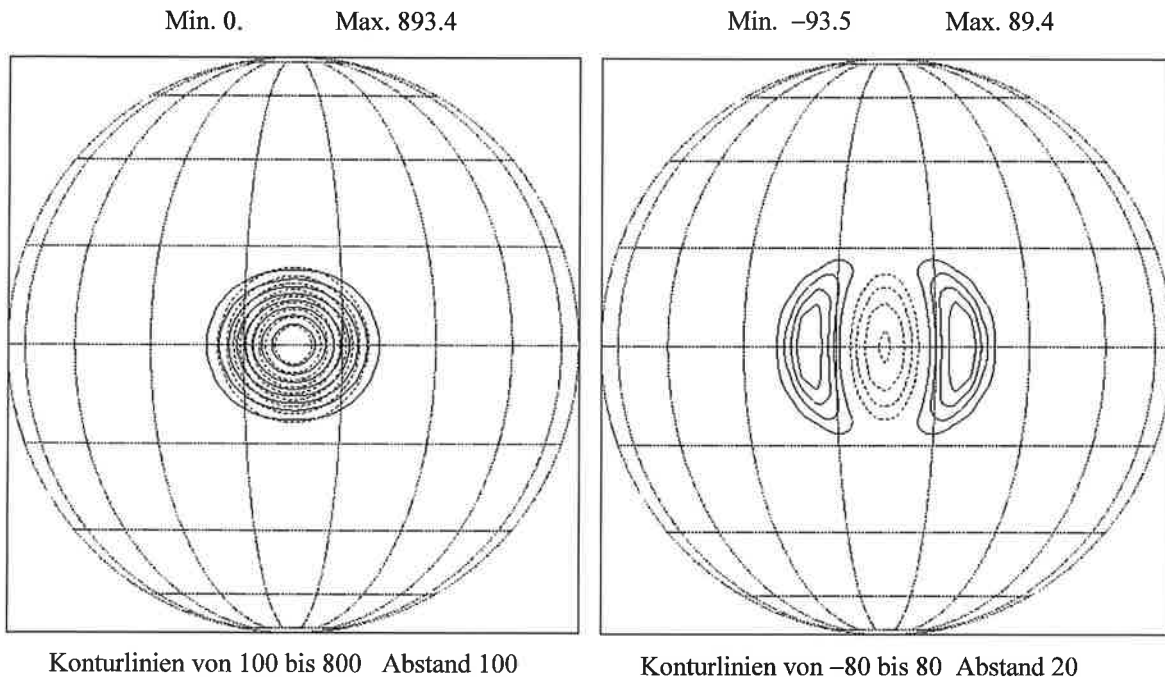 Min. 0. Max. 893.4
Min. −93.5 Max. 89.4
Konturlinien von 100 bis 800 Abstand 100
Konturlinien von −80 bis 80 Abstand 20